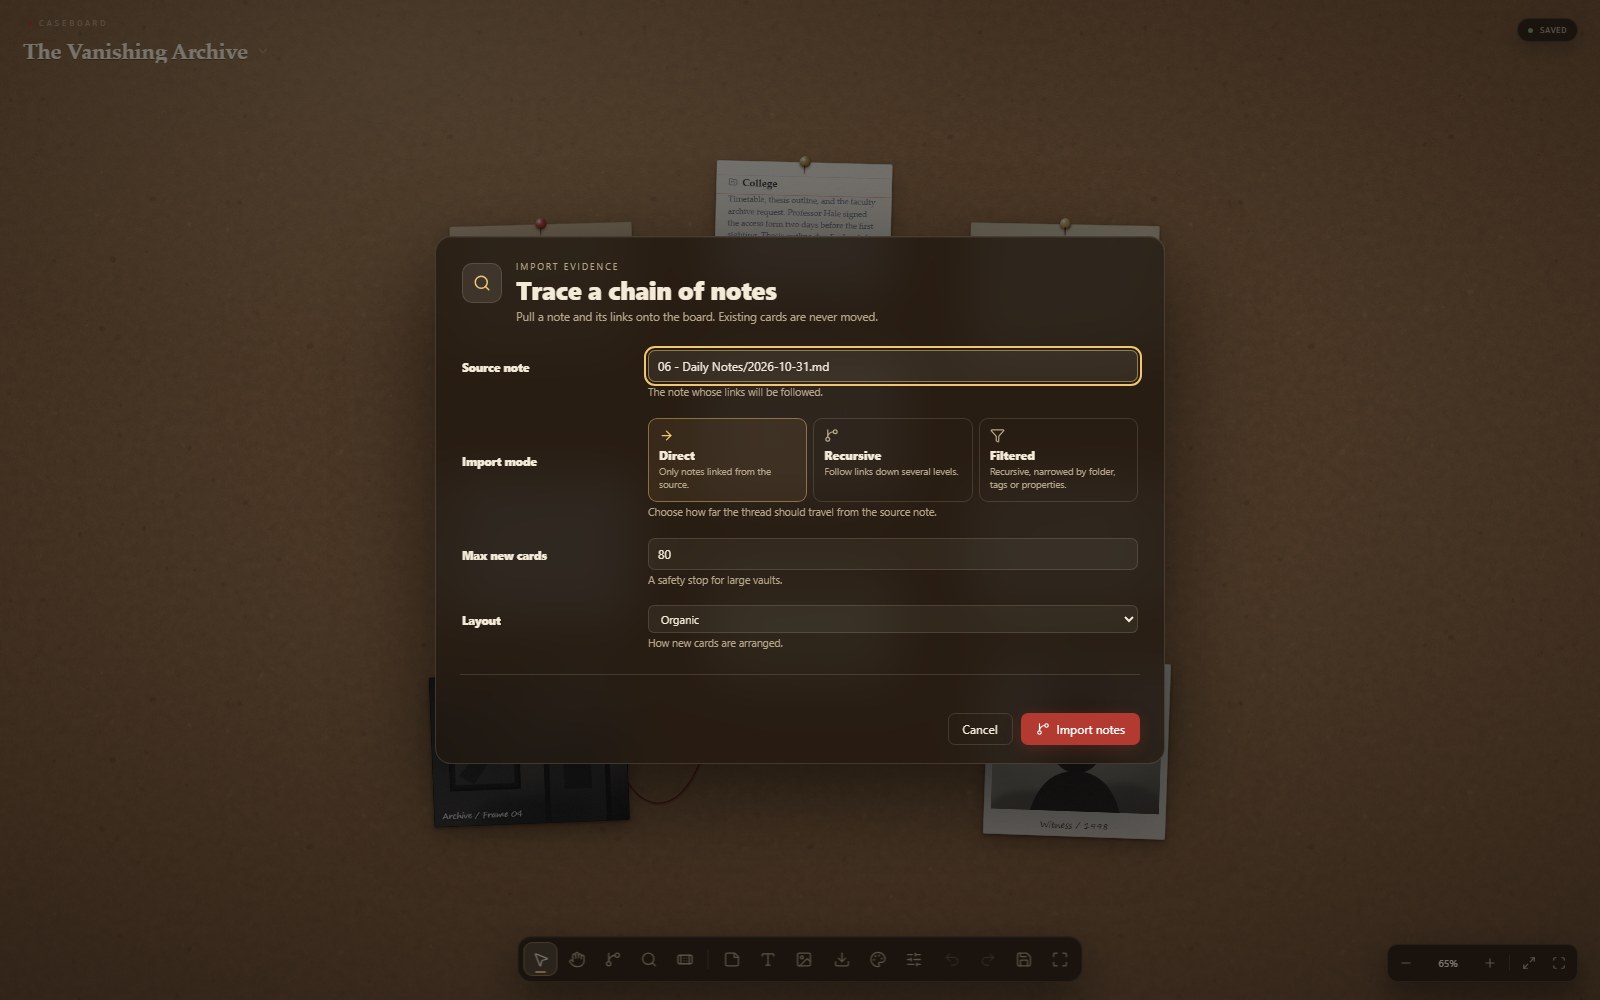 CASEBOARD
The Vanishing Archive
SAVED
College
Timetable, thesis outline, and the faculty
archive request. Professor Hale signed
the access form two days before the first
IMPORT EVIDENCE
Trace a chain of notes
Pull a note and its links onto the board. Existing cards are never moved.
Source note
06 - Daily Notes/2026-10-31.md
The note whose links will be followed.
Import mode
Direct
Only notes linked from the
source.
Recursive
Follow links down several levels.
Filtered
Recursive, narrowed by folder,
tags or properties.
Choose how far the thread should travel from the source note.
Max new cards
80
A safety stop for large vaults.
Layout
Organic
How new cards are arranged.
Cancel
Import notes
Archive / Frame 04
Witness / 1998
65%